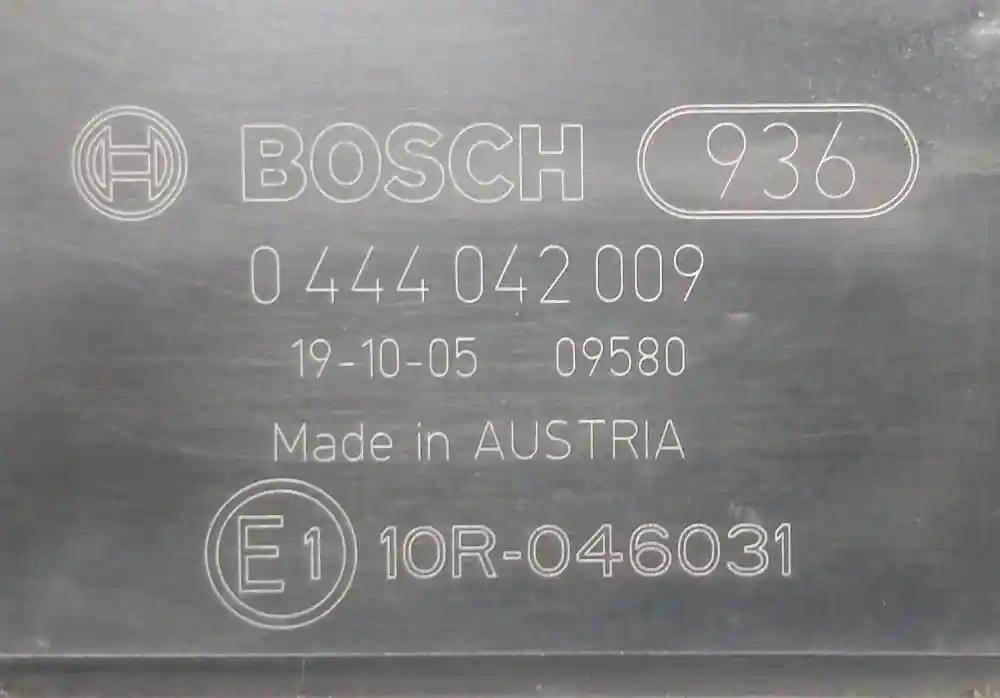 BOSCH 936
0 444 042 009
19-10-05 09580
Made in AUSTRIA
E1 10R-046031